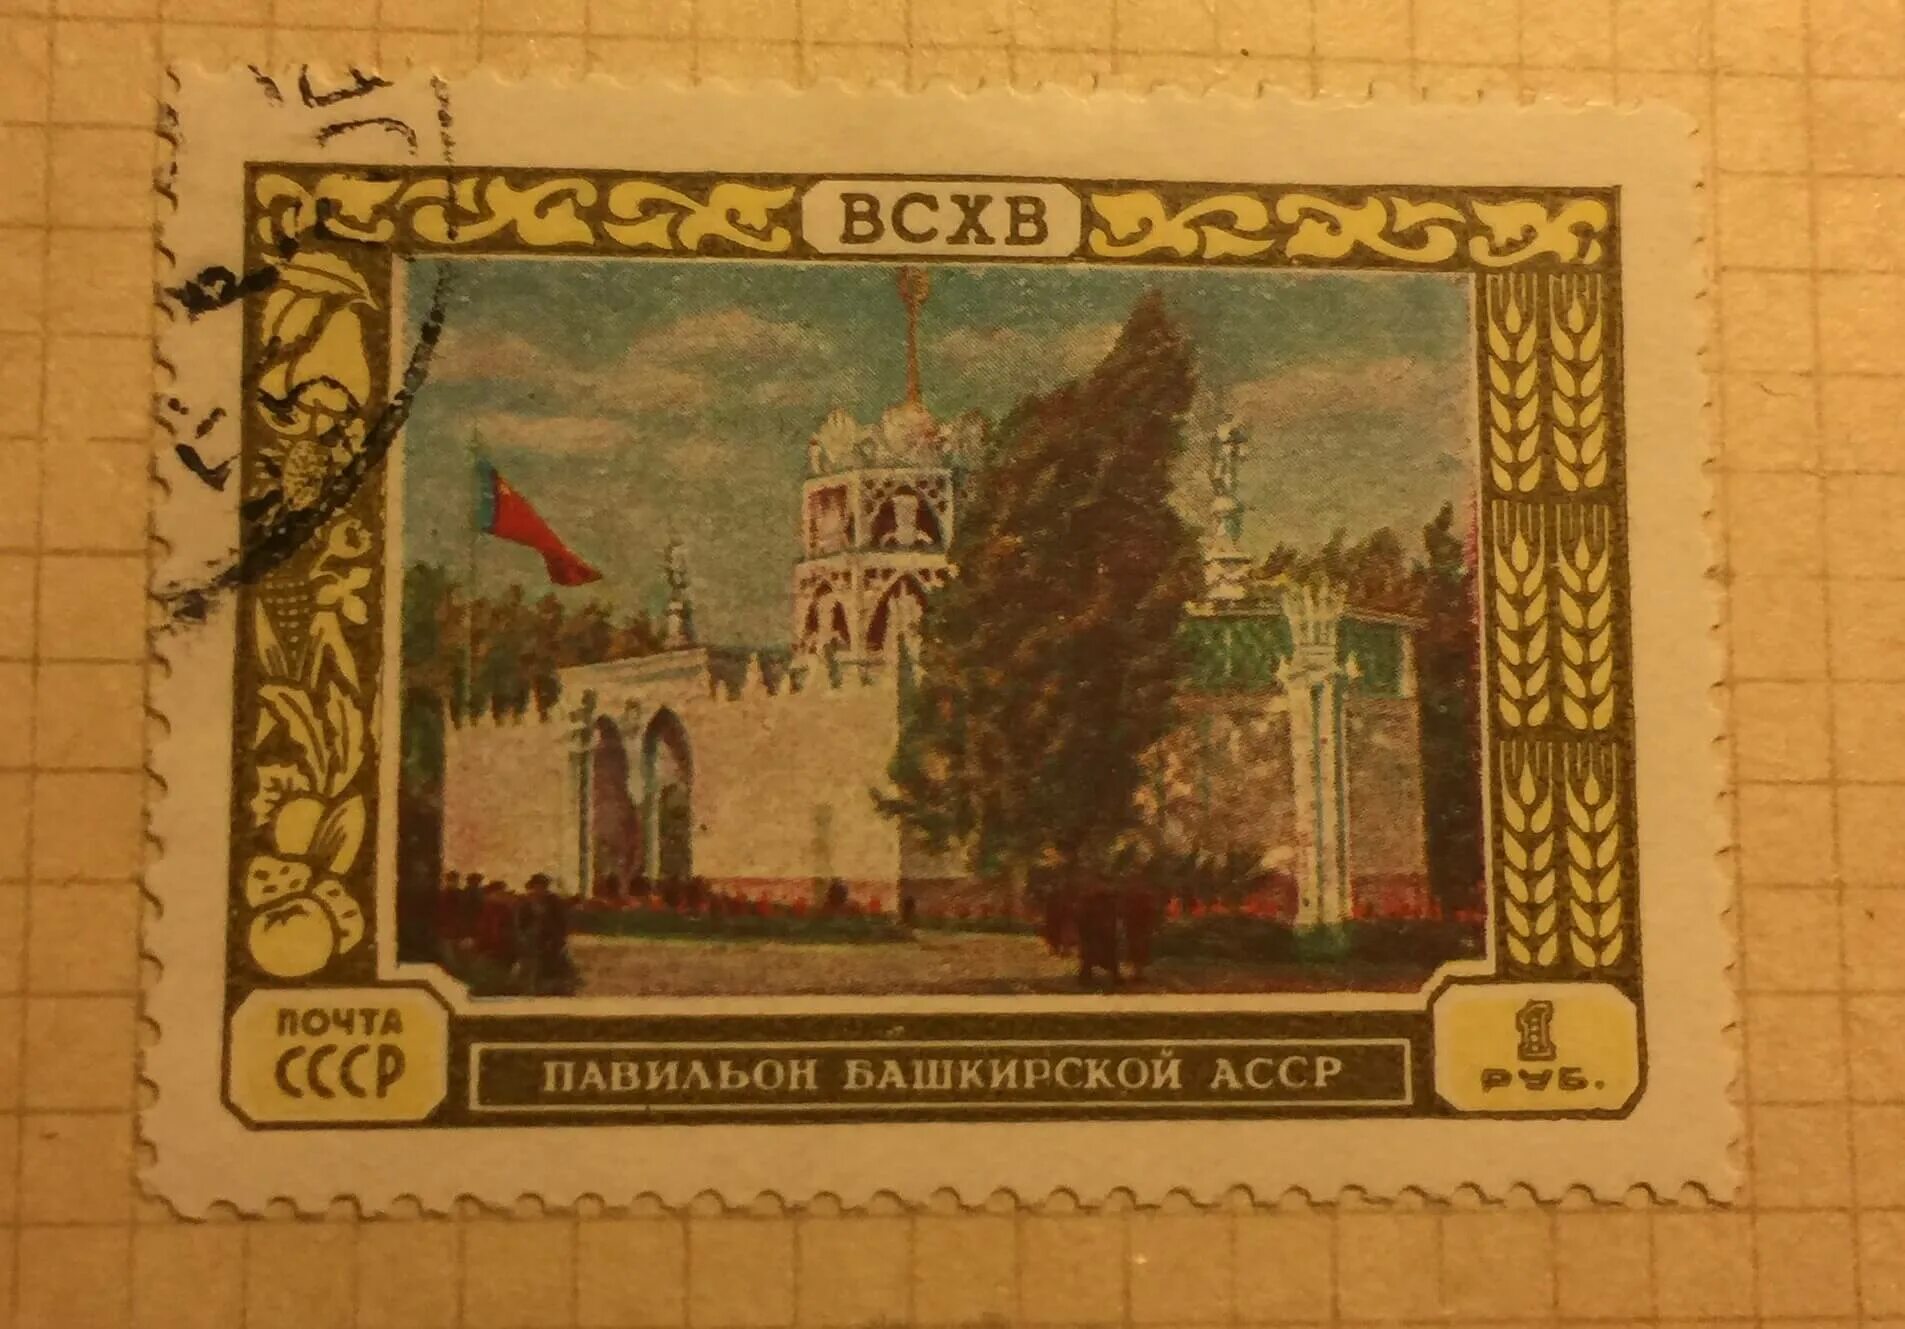 ВСХВ
ПОЧТА
СССР
ПАВИЛЬОН БАШКИРСКОЙ АССР
1
РУБ.